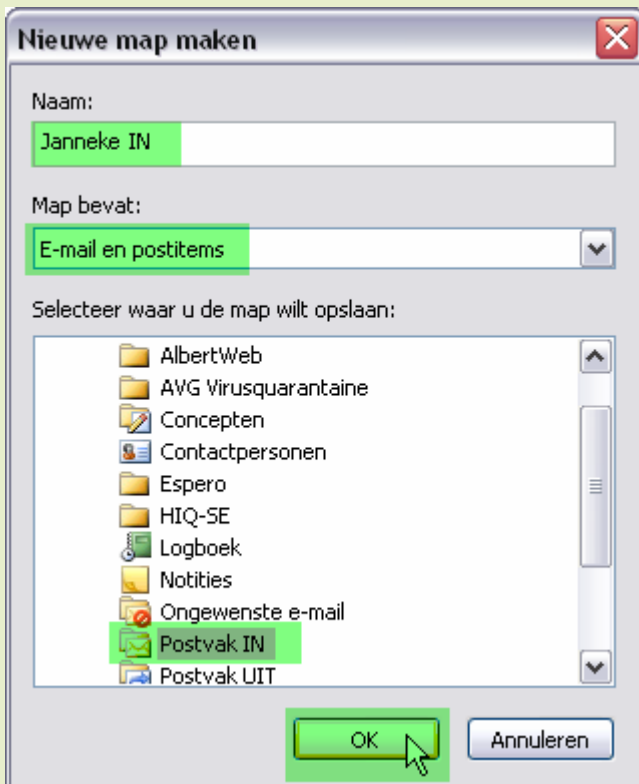 Nieuwe map maken
Naam:
Janneke IN
Map bevat:
E-mail en postitems
Selecteer waar u de map wilt opslaan:
AlbertWeb
AVG Virusquarantaine
Concepten
Contactpersonen
Espero
HIQ-SE
Logboek
Notities
Ongewenste e-mail
Postvak IN
Postvak UIT
OK
Annuleren